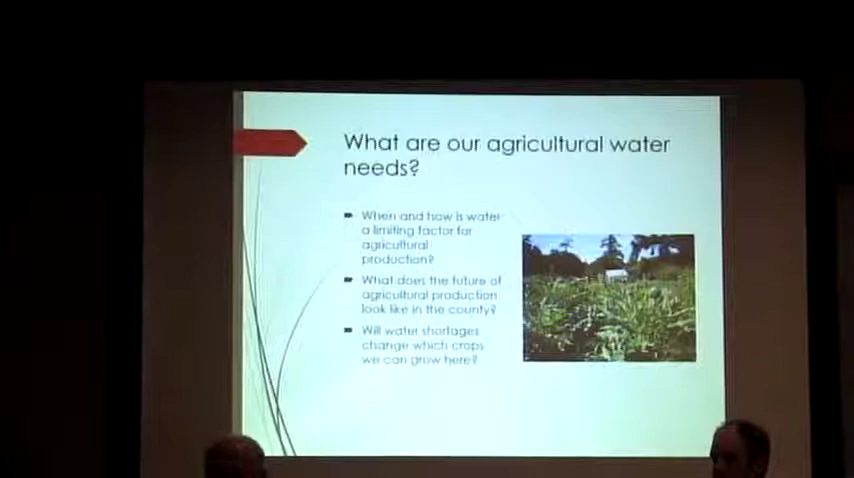 What are our agricultural water
needs?
When and how is water
a limiting factor for
agricultural
production?
What does the future of
agricultural production
look like in the county?
Will water shortages
change which crops
we can grow here?